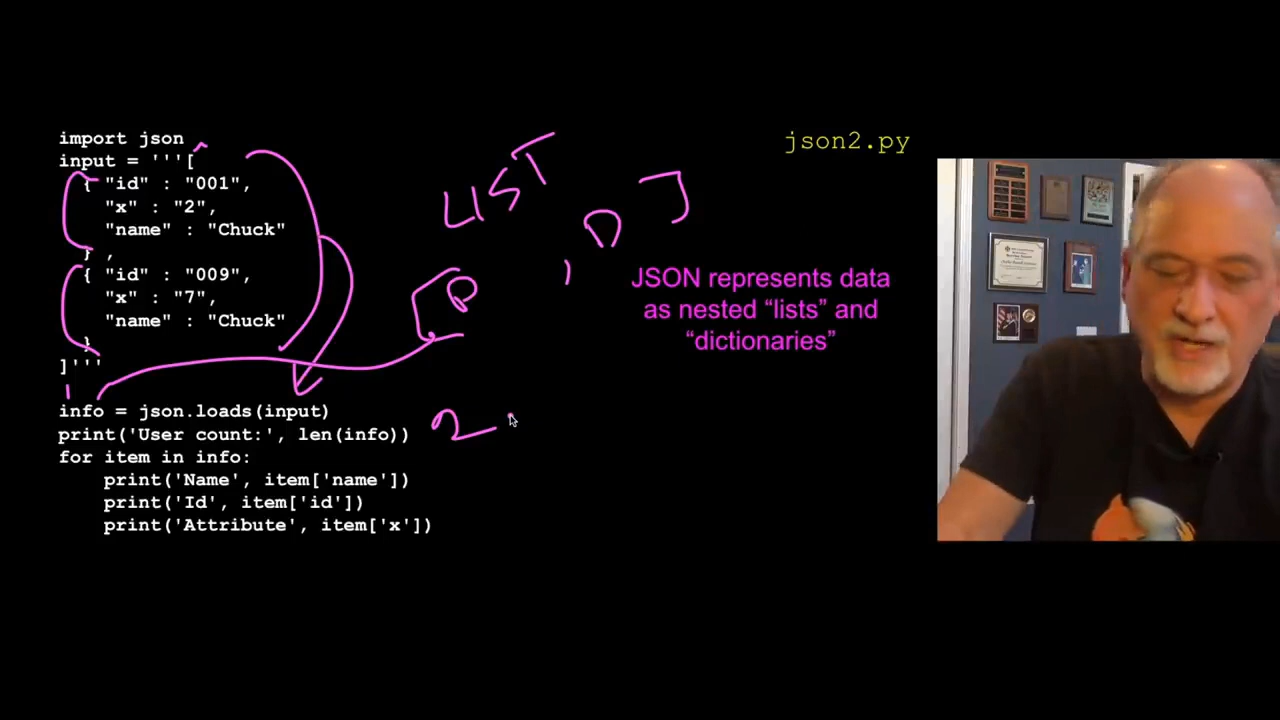 import json
input = '''[
{ "id" : "001",
"x" : "2",
"name" : "Chuck"
} ,
{ "id" : "009",
"x" : "7",
"name" : "Chuck"
}
]'''
info = json.loads(input)
print('User count:', len(info))
for item in info:
print('Name', item['name'])
print('Id', item['id'])
print('Attribute', item['x'])
LIST
[D , D ]
2
json2.py
JSON represents data
as nested “lists” and
“dictionaries”